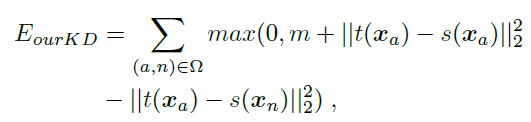 E_{ourKD} = \sum_{(a,n)\in\Omega} max(0, m + ||t(\boldsymbol{x}_a) - s(\boldsymbol{x}_a)||_2^2
- ||t(\boldsymbol{x}_a) - s(\boldsymbol{x}_n)||_2^2) ,